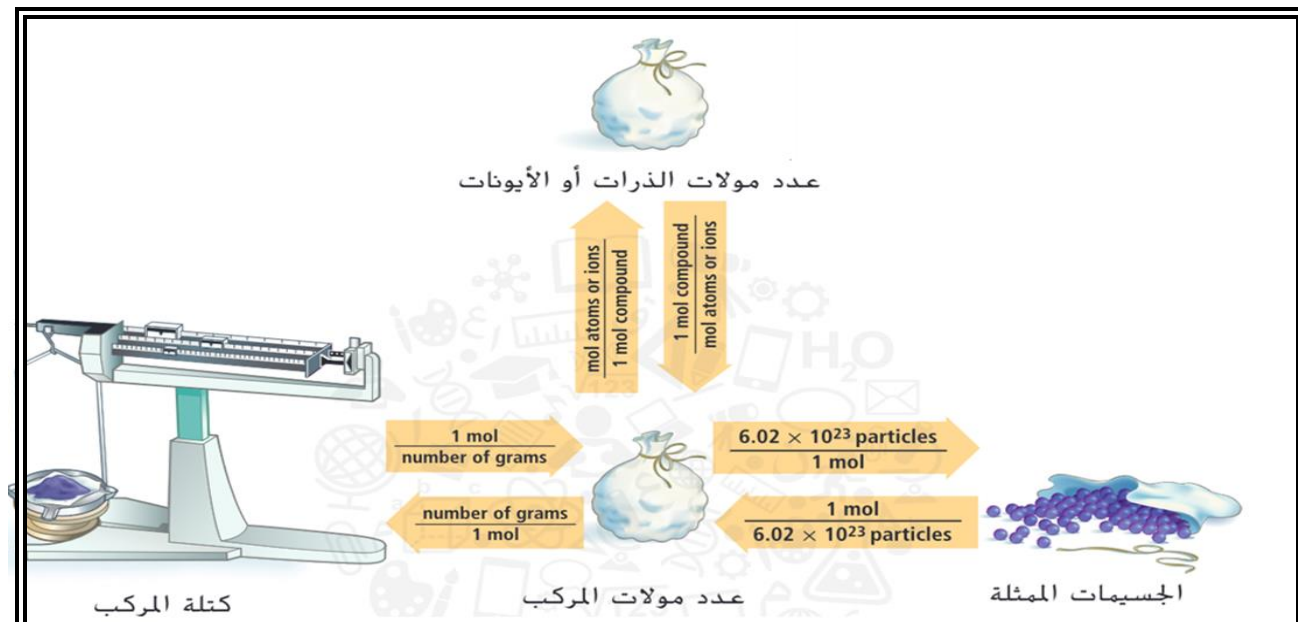 عدد مولات الذرات أو الأيونات
mol atoms or ions
1 mol compound
1 mol compound
mol atoms or ions
H₂O
1 mol
number of grams
6.02 × 10²³ particles
1 mol
number of grams
1 mol
1 mol
6.02 × 10²³ particles
كتلة المركب
عدد مولات المركب
الجسيمات الممثلة